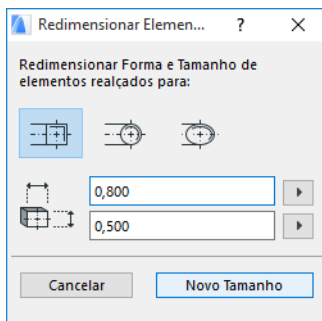 Redimensionar Elemen... ?
Redimensionar Forma e Tamanho de
elementos realçados para:
0,800
0,500
Cancelar Novo Tamanho